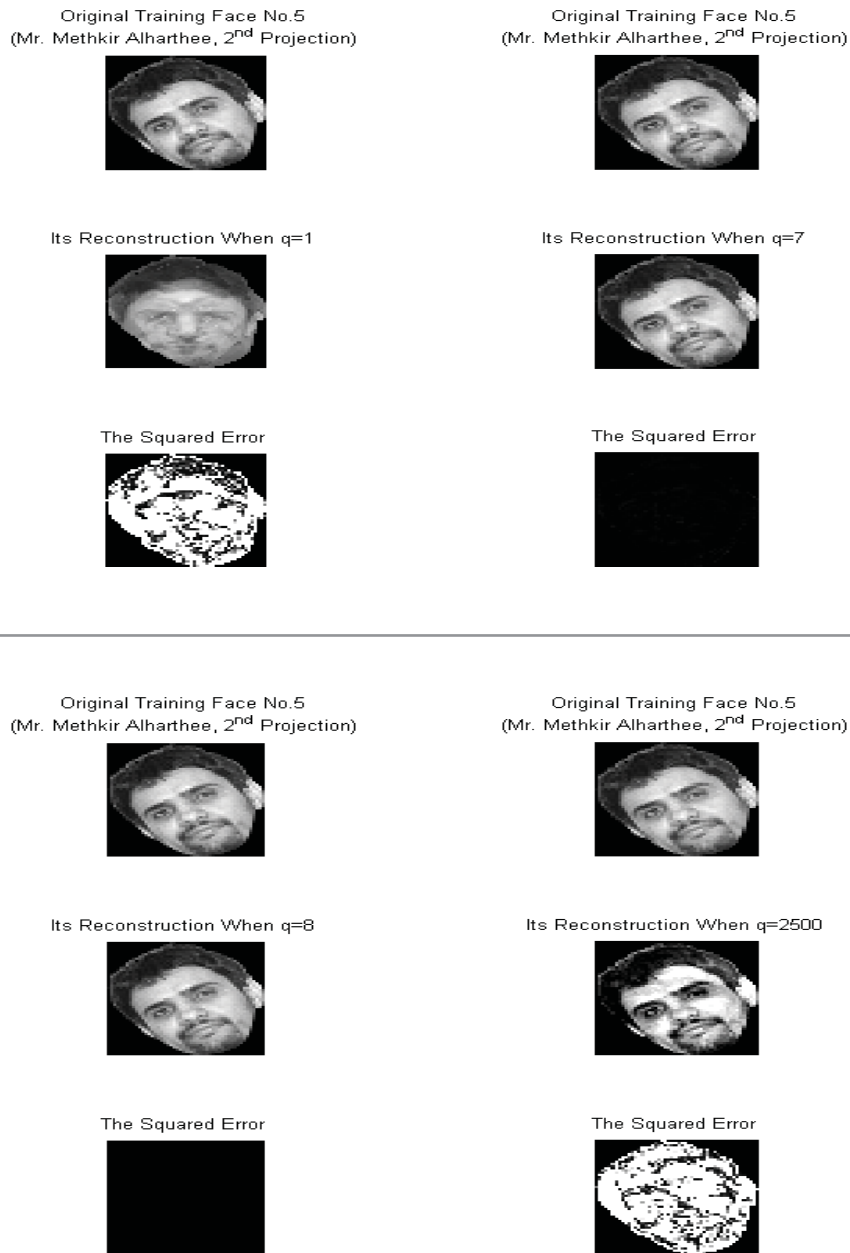 Original Training Face No.5
(Mr. Methkir Alharthee, 2nd Projection)
Its Reconstruction When q=1
The Squared Error
Original Training Face No.5
(Mr. Methkir Alharthee, 2nd Projection)
Its Reconstruction When q=7
The Squared Error
Original Training Face No.5
(Mr. Methkir Alharthee, 2nd Projection)
Its Reconstruction When q=8
The Squared Error
Original Training Face No.5
(Mr. Methkir Alharthee, 2nd Projection)
Its Reconstruction When q=2500
The Squared Error